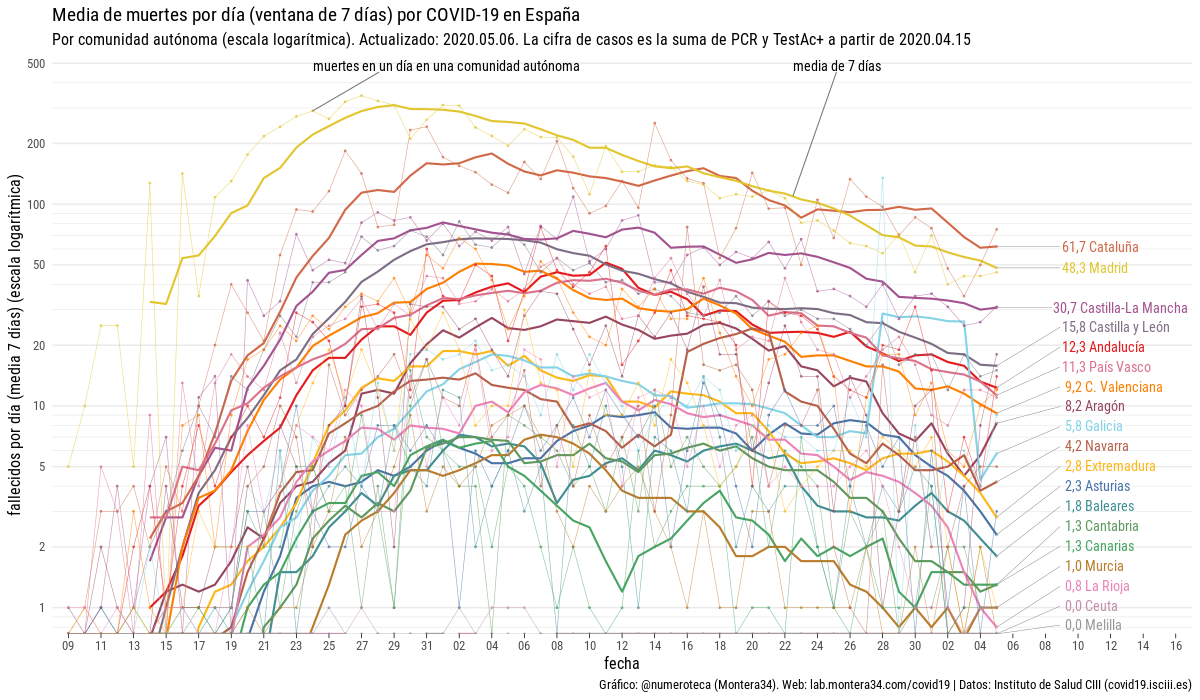 Media de muertes por día (ventana de 7 días) por COVID-19 en España
Por comunidad autónoma (escala logarítmica). Actualizado: 2020.05.06. La cifra de casos es la suma de PCR y TestAc+ a partir de 2020.04.15
muertes en un día en una comunidad autónoma
media de 7 días
fallecidos por día (media 7 días) (escala logarítmica)
500
200
100
50
20
10
5
2
1
61,7 Cataluña
48,3 Madrid
30,7 Castilla-La Mancha
15,8 Castilla y León
12,3 Andalucía
11,3 País Vasco
9,2 C. Valenciana
8,2 Aragón
5,8 Galicia
4,2 Navarra
2,8 Extremadura
2,3 Asturias
1,8 Baleares
1,3 Cantabria
1,3 Canarias
1,0 Murcia
0,8 La Rioja
0,0 Ceuta
0,0 Melilla
09 11 13 15 17 19 21 23 25 27 29 31 02 04 06 08 10 12 14 16 18 20 22 24 26 28 30 02 04 06 08 10 12 14 16
fecha
Gráfico: @numeroteca (Montera34). Web: lab.montera34.com/covid19 | Datos: Instituto de Salud CIII (covid19.isciii.es)